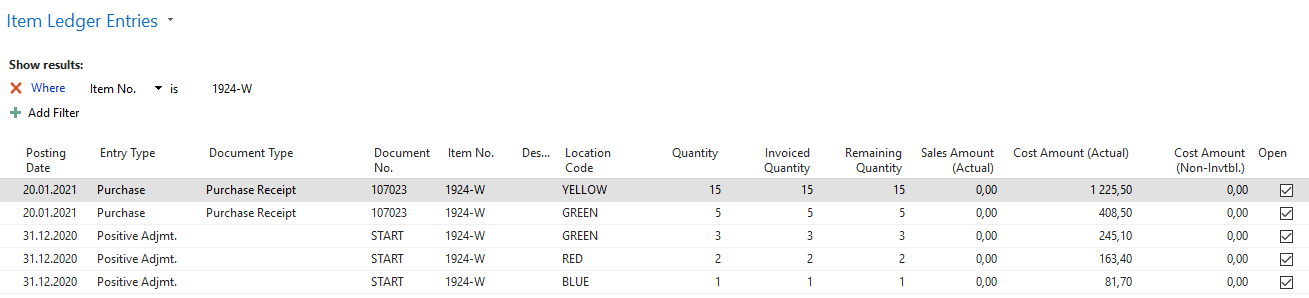 Item Ledger Entries
Show results:
Where Item No. is 1924-W
Add Filter
Posting Date Entry Type Document Type Document No. Item No. Des... Location Code Quantity Invoiced Quantity Remaining Quantity Sales Amount (Actual) Cost Amount (Actual) Cost Amount (Non-Invtbl.) Open
20.01.2021 Purchase Purchase Receipt 107023 1924-W YELLOW 15 15 15 0,00 1 225,50 0,00
20.01.2021 Purchase Purchase Receipt 107023 1924-W GREEN 5 5 5 0,00 408,50 0,00
31.12.2020 Positive Adjmt. START 1924-W GREEN 3 3 3 0,00 245,10 0,00
31.12.2020 Positive Adjmt. START 1924-W RED 2 2 2 0,00 163,40 0,00
31.12.2020 Positive Adjmt. START 1924-W BLUE 1 1 1 0,00 81,70 0,00